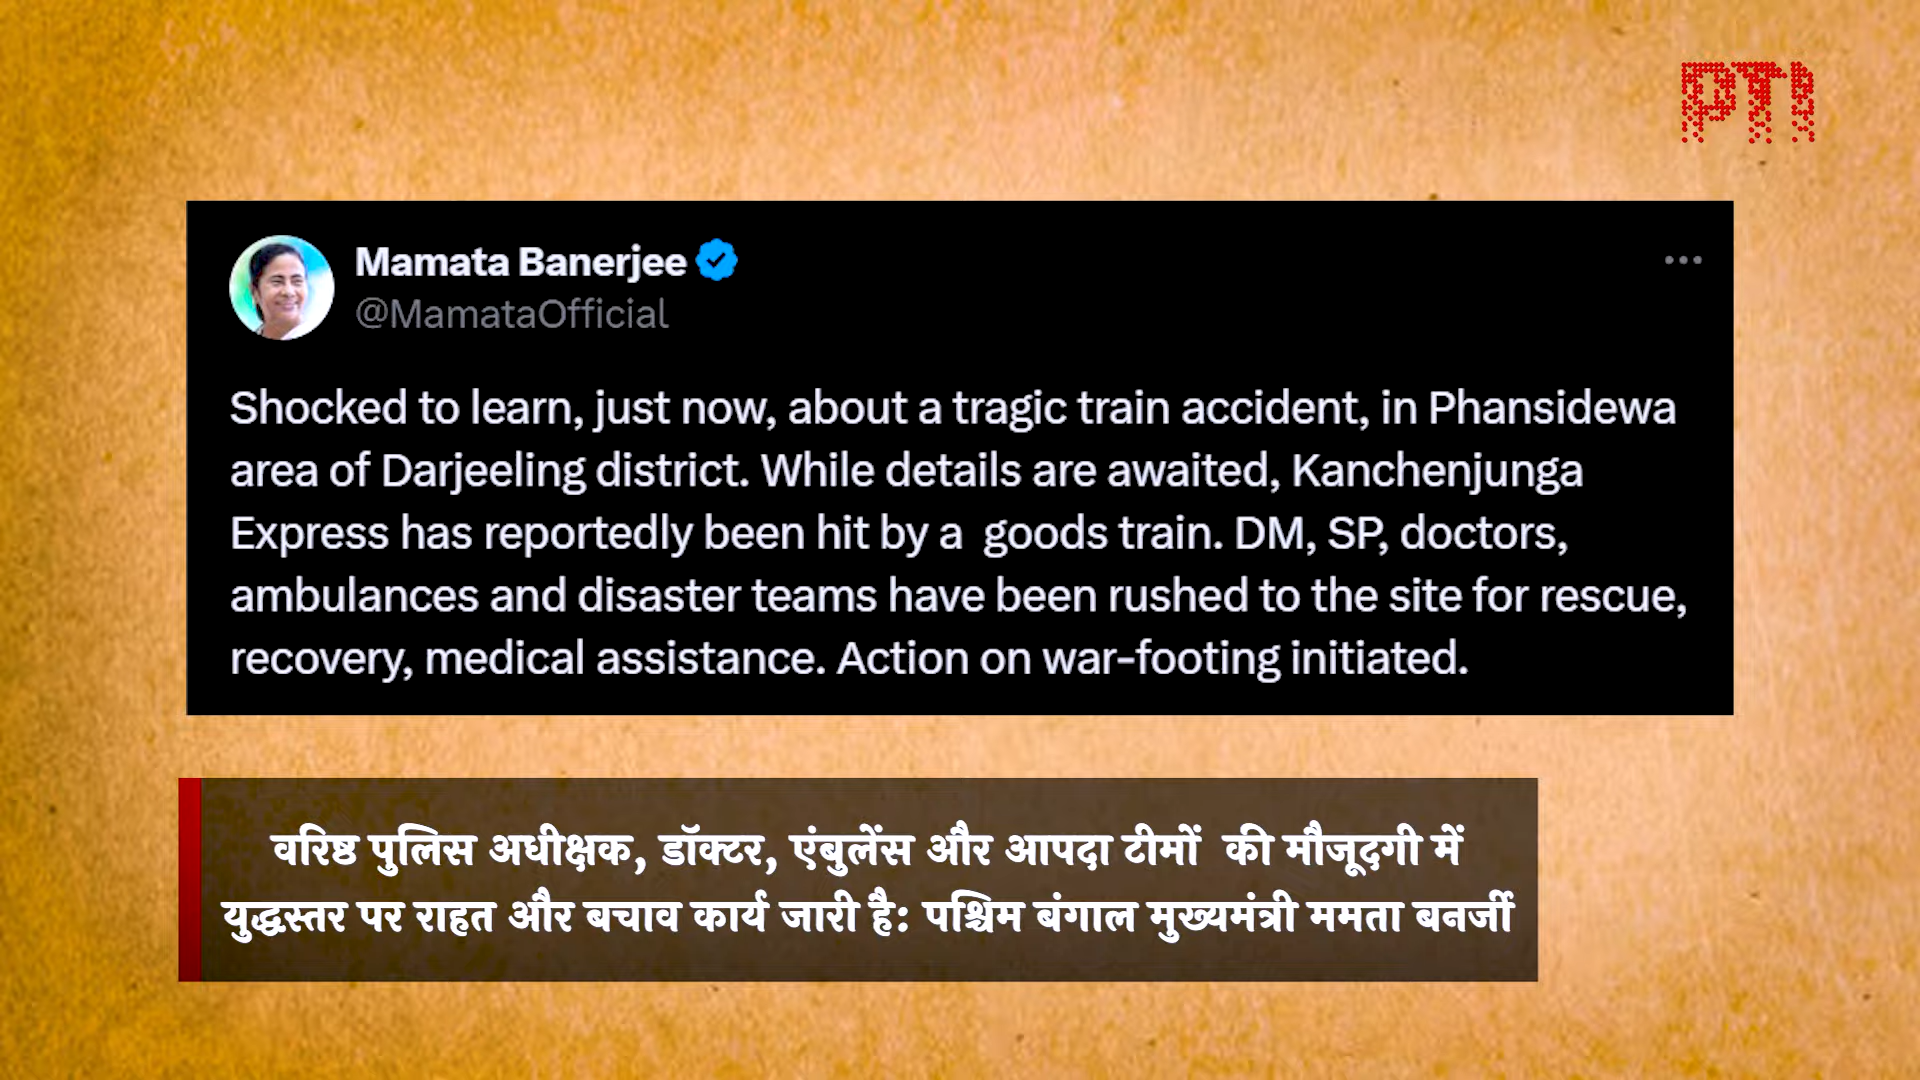 PTI
Mamata Banerjee
@MamataOfficial
Shocked to learn, just now, about a tragic train accident, in Phansidewa
area of Darjeeling district. While details are awaited, Kanchenjunga
Express has reportedly been hit by a  goods train. DM, SP, doctors,
ambulances and disaster teams have been rushed to the site for rescue,
recovery, medical assistance. Action on war-footing initiated.
वरिष्ठ पुलिस अधीक्षक, डॉक्टर, एंबुलेंस और आपदा टीमों  की मौजूदगी में
युद्धस्तर पर राहत और बचाव कार्य जारी है: पश्चिम बंगाल मुख्यमंत्री ममता बनर्जी